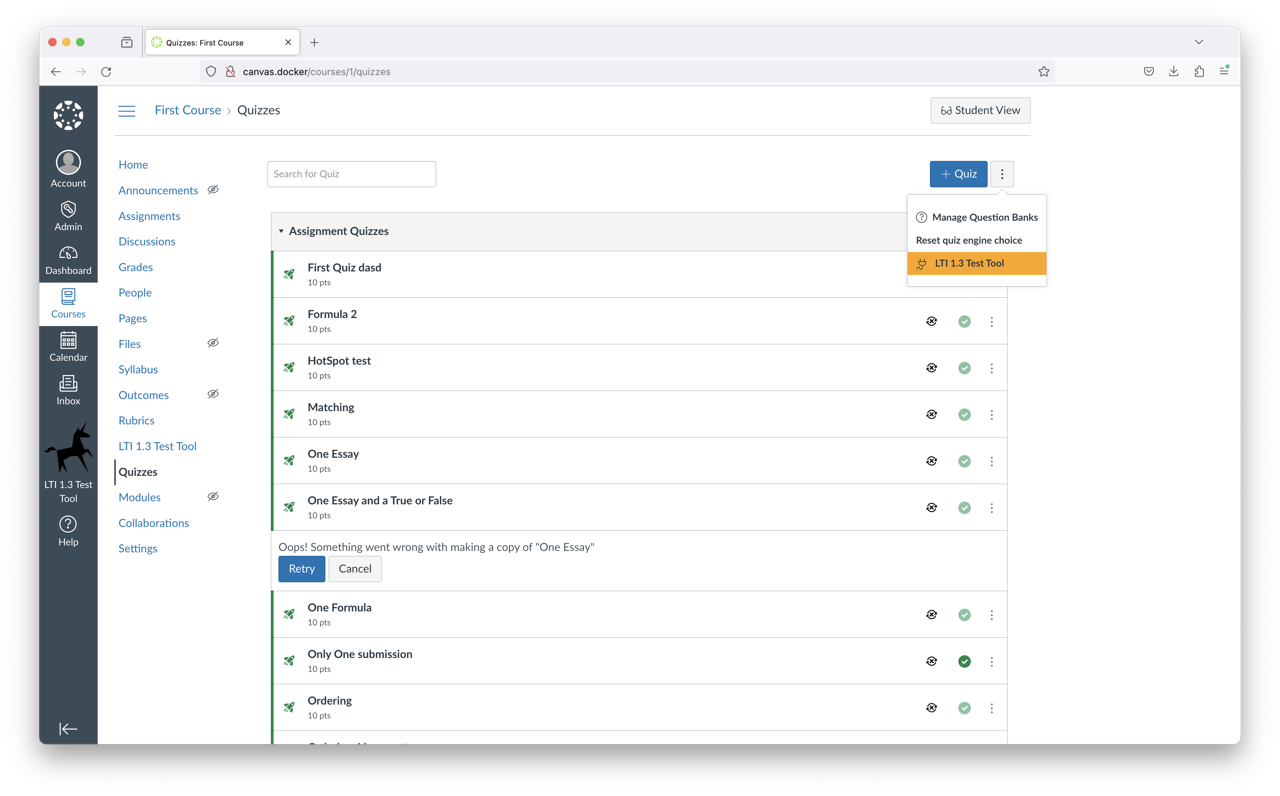 Quizzes: First Course
canvas.docker/courses/1/quizzes
First Course › Quizzes
Student View
Account
Admin
Dashboard
Courses
Calendar
Inbox
LTI 1.3 Test
Tool
Help
Home
Announcements
Assignments
Discussions
Grades
People
Pages
Files
Syllabus
Outcomes
Rubrics
LTI 1.3 Test Tool
Quizzes
Modules
Collaborations
Settings
Search for Quiz
+ Quiz
Manage Question Banks
Reset quiz engine choice
LTI 1.3 Test Tool
Assignment Quizzes
First Quiz dasd
10 pts
Formula 2
10 pts
HotSpot test
10 pts
Matching
10 pts
One Essay
10 pts
One Essay and a True or False
10 pts
Oops! Something went wrong with making a copy of "One Essay"
Retry Cancel
One Formula
10 pts
Only One submission
10 pts
Ordering
10 pts